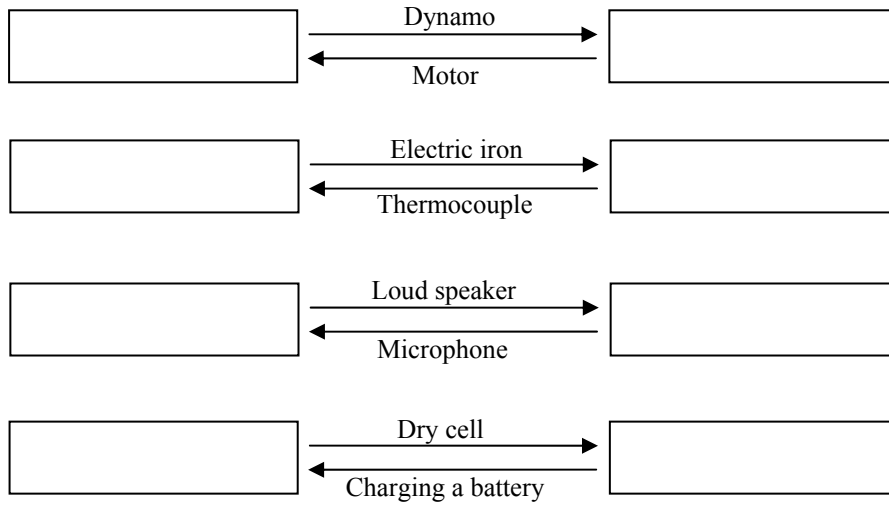 Dynamo
Motor
Electric iron
Thermocouple
Loud speaker
Microphone
Dry cell
Charging a battery